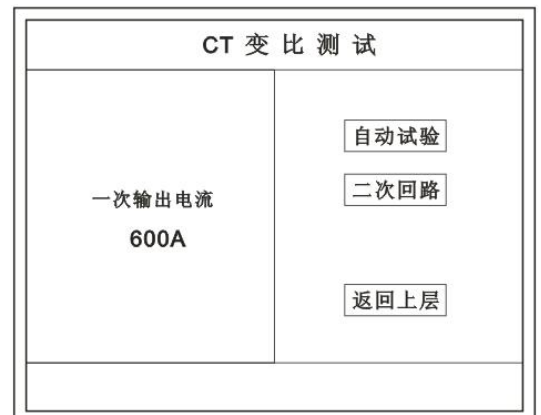 CT 变比测试
一次输出电流
600A
自动试验
二次回路
返回上层